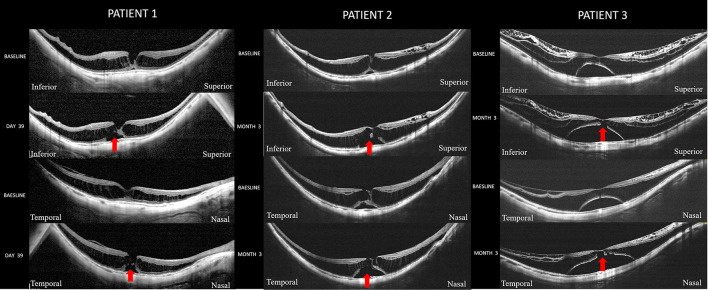 PATIENT 1
BASELINE
Inferior Superior
DAY 39
Inferior Superior
BAESLINE
Temporal Nasal
DAY 39
Temporal Nasal
PATIENT 2
BASELINE
Inferior Superior
MONTH 3
Inferior Superior
BASELINE
Temporal Nasal
MONTH 3
Temporal Nasal
PATIENT 3
BASELINE
Inferior Superior
MONTH 3
Inferior Superior
BAESLINE
Temporal Nasal
MONTH 3
Temporal Nasal